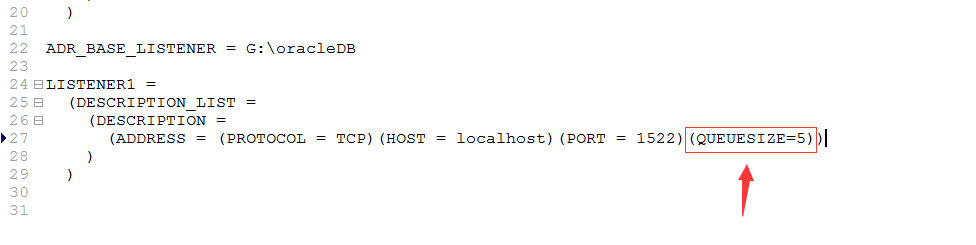 20    )
21
22 ADR_BASE_LISTENER = G:\oracleDB
23
24 LISTENER1 =
25   (DESCRIPTION_LIST =
26     (DESCRIPTION =
27       (ADDRESS = (PROTOCOL = TCP)(HOST = localhost)(PORT = 1522)(QUEUESIZE=5))
28     )
29   )
30
31